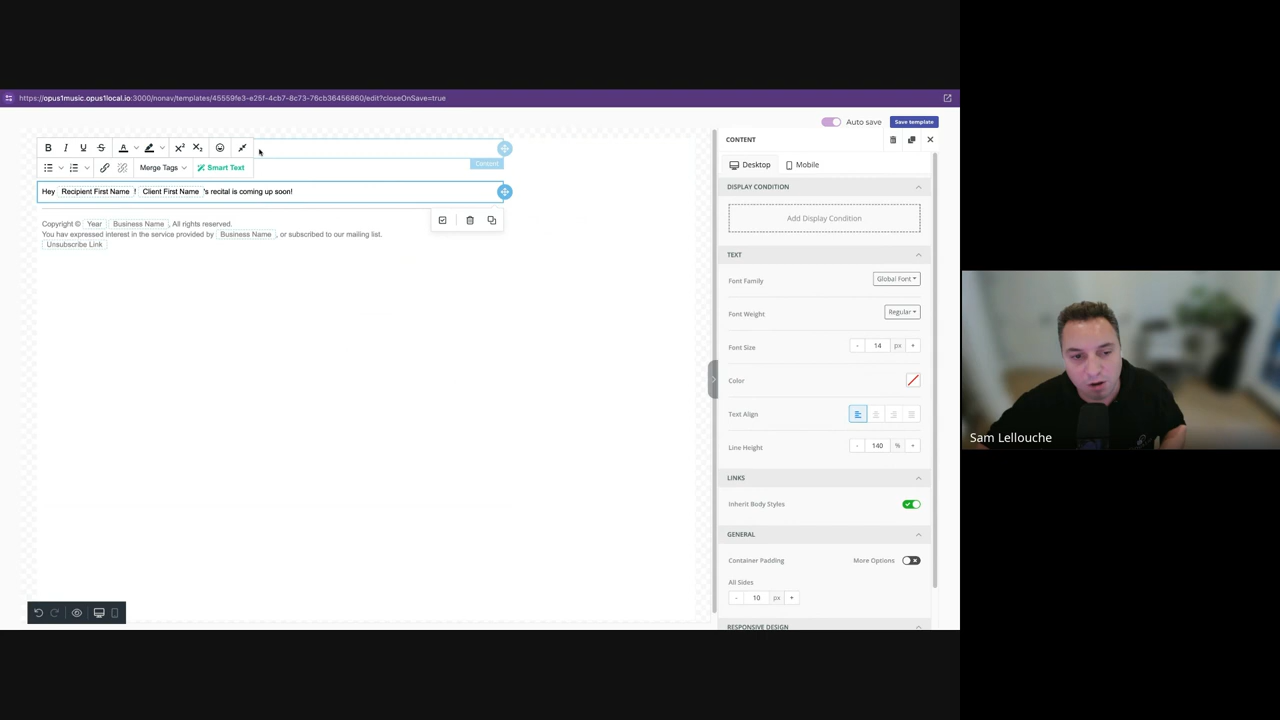 https://opus1music.opus1local.io:3000/nonav/templates/45559fe3-e25f-4cb7-8c73-76cb36456860/edit?closeOnSave=true
Auto save
Save template
B I U S A X² X₂
Merge Tags
Smart Text
Content
Hey Recipient First Name ! Client First Name 's recital is coming up soon!
Copyright © Year Business Name , All rights reserved.
You hav expressed interest in the service provided by Business Name , or subscribed to our mailing list.
Unsubscribe Link
CONTENT
Desktop
Mobile
DISPLAY CONDITION
Add Display Condition
TEXT
Font Family
Global Font
Font Weight
Regular
Font Size
- 14 px +
Color
Text Align
Line Height
- 140 % +
LINKS
Inherit Body Styles
GENERAL
Container Padding
More Options
All Sides
- 10 px +
RESPONSIVE DESIGN
Sam Lellouche